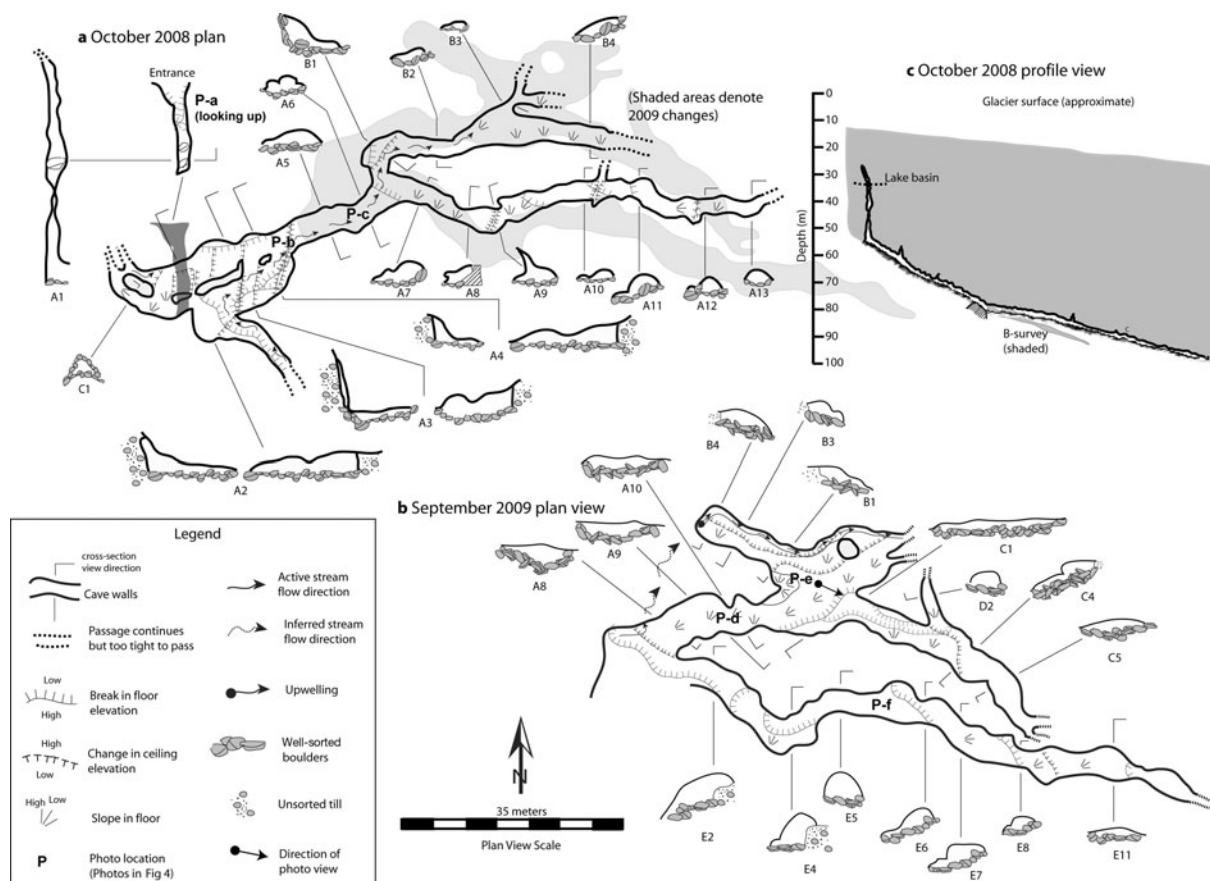 a October 2008 plan
Entrance
P-a
(looking up)
B1
B2
B3
B4
A6
A5
(Shaded areas denote
2009 changes)
P-c
P-b
A1
A7
A8
A9
A10
A11
A12
A13
A4
C1
A3
A2
c October 2008 profile view
Glacier surface (approximate)
0
10
20
30
40
50
60
70
80
90
100
Depth (m)
Lake basin
c
B-survey
(shaded)
b September 2009 plan view
B4
B3
B1
A10
A9
A8
C1
P-e
P-d
D2
C4
C5
P-f
N
35 meters
Plan View Scale
E2
E4
E5
E6
E7
E8
E11
Legend
cross-section
view direction
Cave walls
Passage continues
but too tight to pass
Low
High
Break in floor
elevation
High
Low
Change in ceiling
elevation
High Low
Slope in floor
P
Photo location
(Photos in Fig 4)
Active stream
flow direction
Inferred stream
flow direction
Upwelling
Well-sorted
boulders
Unsorted till
Direction of
photo view